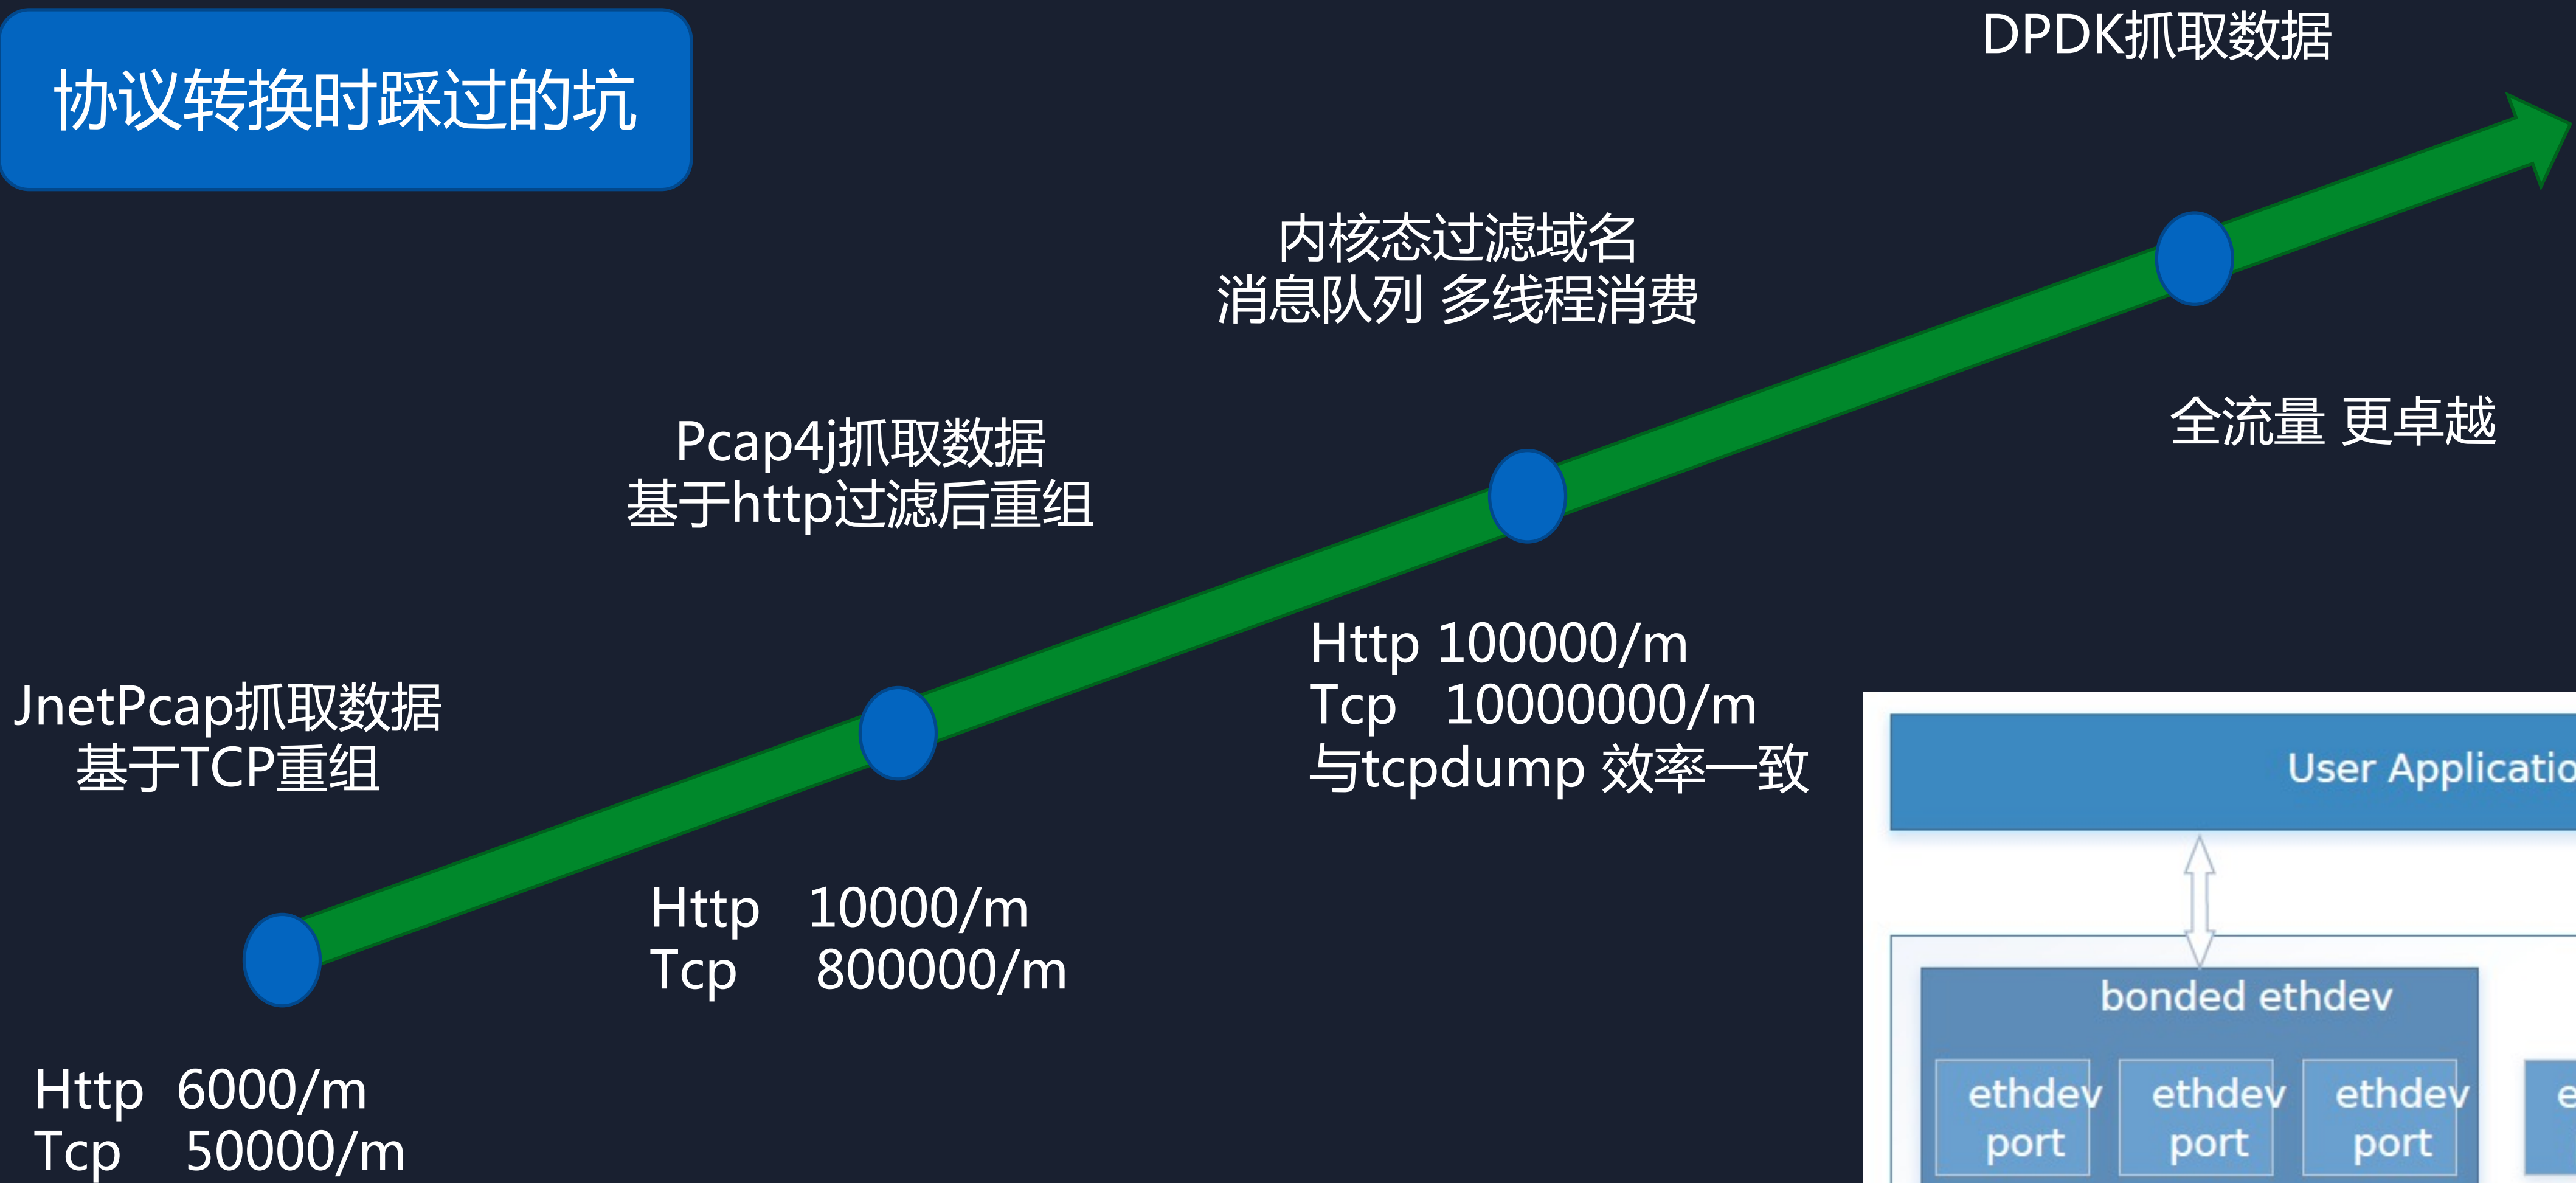 协议转换时踩过的坑
DPDK抓取数据
内核态过滤域名
消息队列 多线程消费
全流量 更卓越
Pcap4j抓取数据
基于http过滤后重组
Http 100000/m
Tcp 10000000/m
与tcpdump 效率一致
JnetPcap抓取数据
基于TCP重组
Http 10000/m
Tcp 800000/m
Http 6000/m
Tcp 50000/m
User Applicatio
bonded ethdev
ethdev port
ethdev port
ethdev port
e